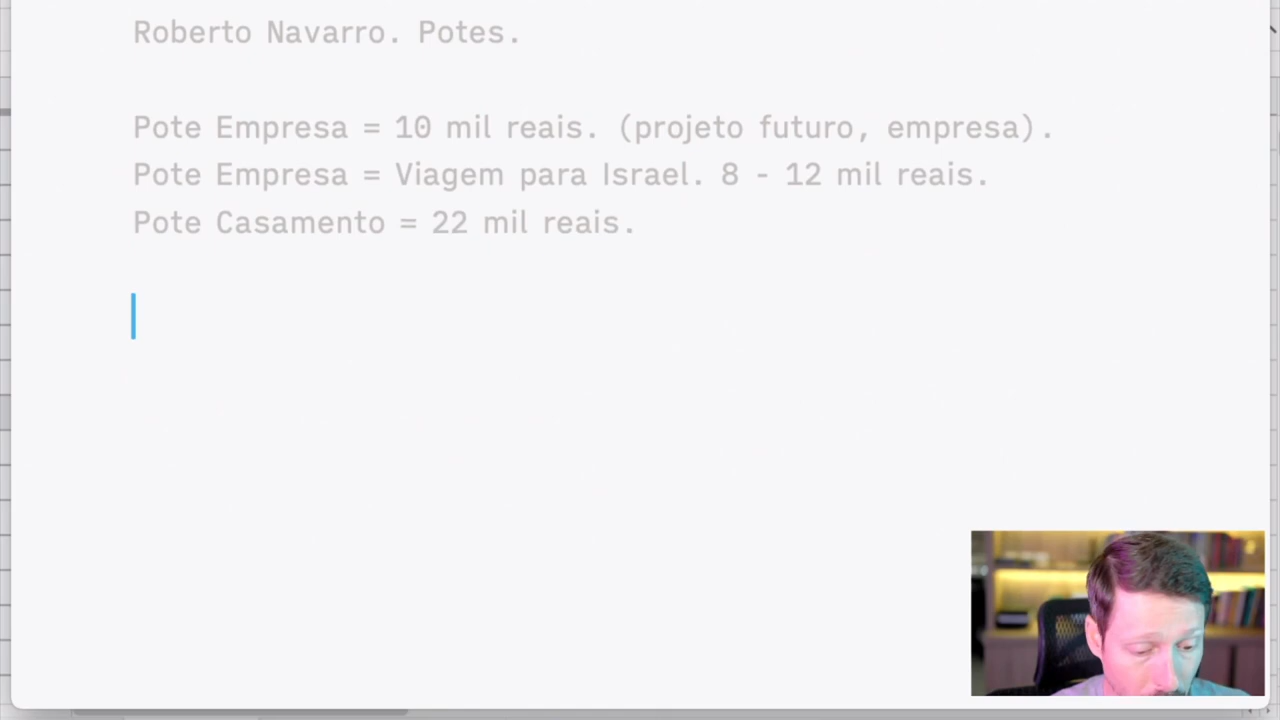 Roberto Navarro. Potes.
Pote Empresa = 10 mil reais. (projeto futuro, empresa).
Pote Empresa = Viagem para Israel. 8 - 12 mil reais.
Pote Casamento = 22 mil reais.